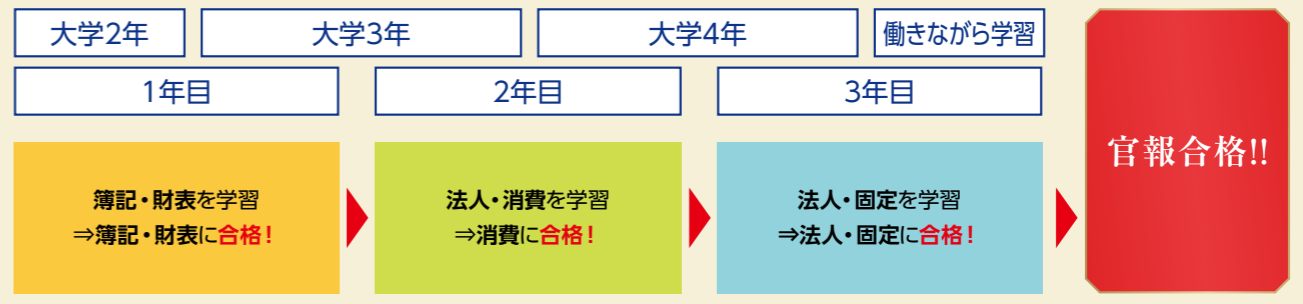 大学2年
大学3年
大学4年
働きながら学習
1年目
2年目
3年目
簿記・財表を学習
⇒簿記・財表に合格!
法人・消費を学習
⇒消費に合格!
法人・固定を学習
⇒法人・固定に合格!
官報合格!!